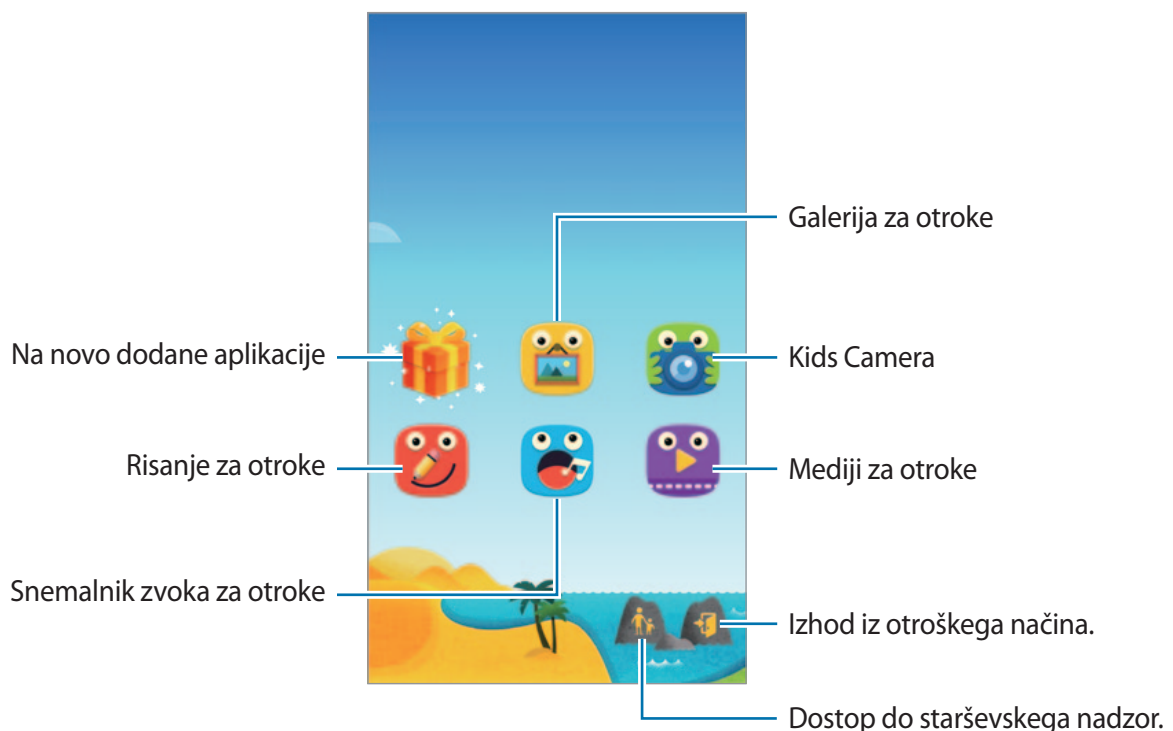 Galerija za otroke
Na novo dodane aplikacije
Kids Camera
Risanje za otroke
Mediji za otroke
Snemalnik zvoka za otroke
Izhod iz otroškega načina.
Dostop do starševskega nadzor.